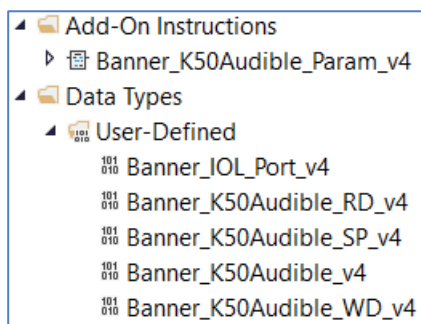 Add-On Instructions
Banner_K50Audible_Param_v4
Data Types
User-Defined
Banner_IOL_Port_v4
Banner_K50Audible_RD_v4
Banner_K50Audible_SP_v4
Banner_K50Audible_v4
Banner_K50Audible_WD_v4